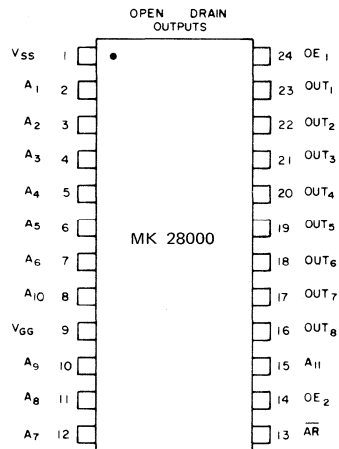 OPEN DRAIN
OUTPUTS
VSS 1 24 OE1
A1 2 23 OUT1
A2 3 22 OUT2
A3 4 21 OUT3
A4 5 20 OUT4
A5 6 19 OUT5
MK 28000
A6 7 18 OUT6
A10 8 17 OUT7
VGG 9 16 OUT8
A9 10 15 A11
A8 11 14 OE2
A7 12 13 A̅R̅